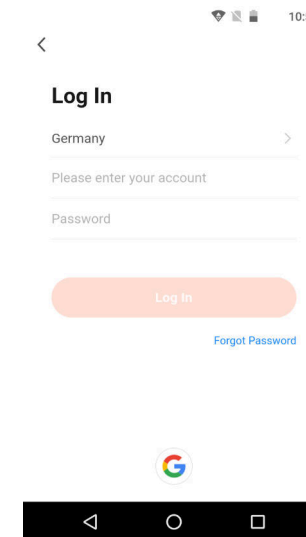 10:
Log In
Germany
Please enter your account
Password
Log In
Forgot Password
G